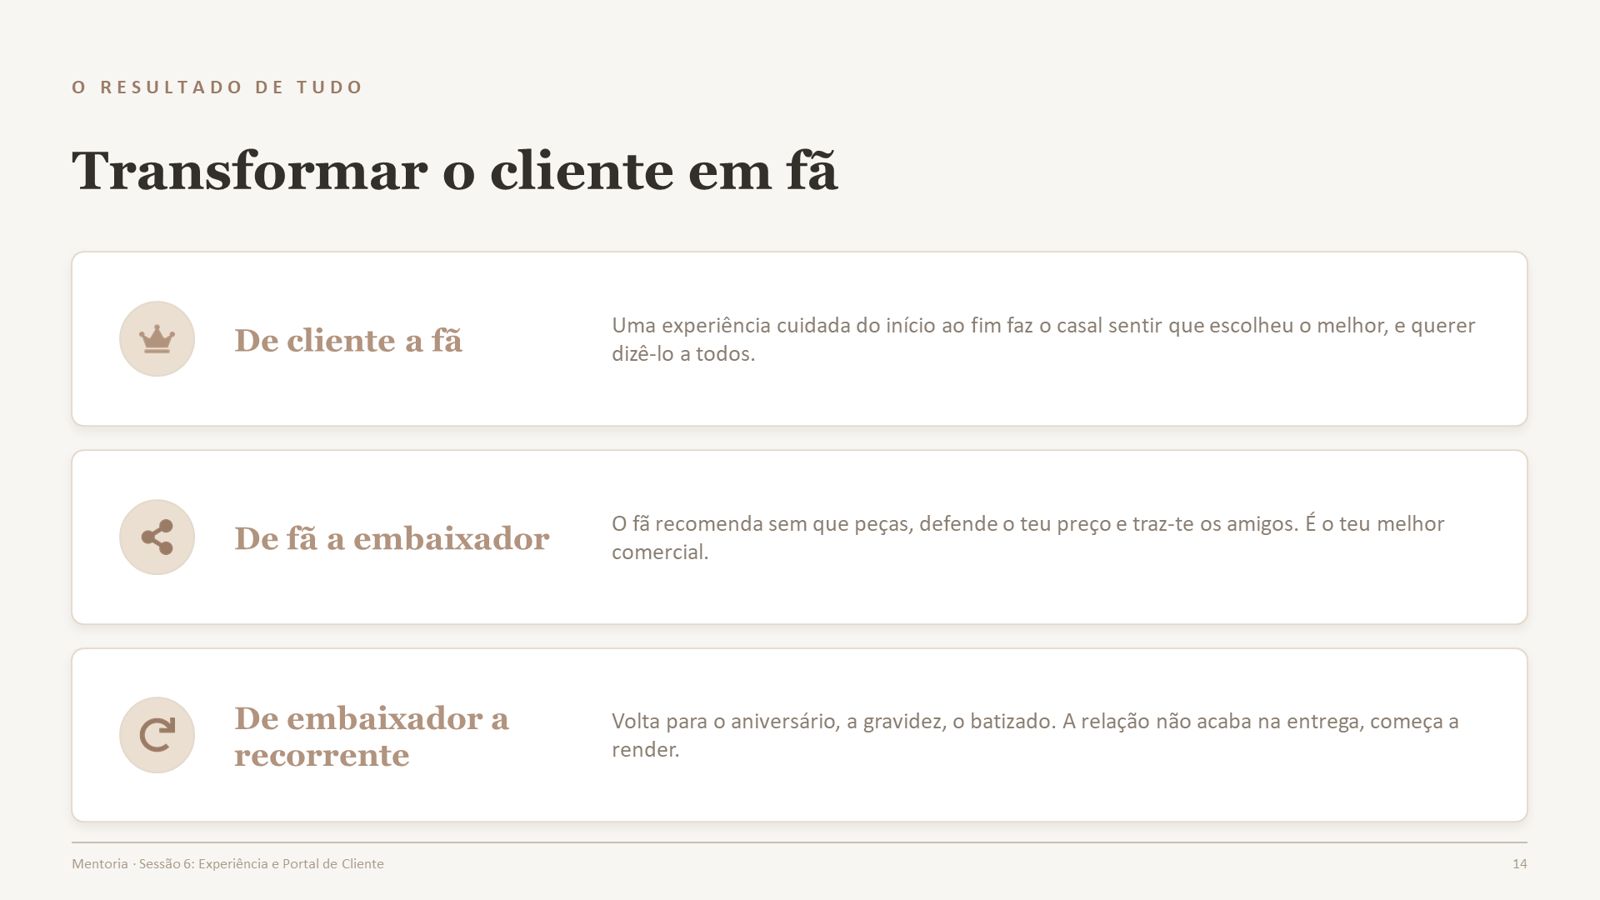 O RESULTADO DE TUDO
Transformar o cliente em fã
De cliente a fã
Uma experiência cuidada do início ao fim faz o casal sentir que escolheu o melhor, e querer
dizê-lo a todos.
De fã a embaixador
O fã recomenda sem que peças, defende o teu preço e traz-te os amigos. É o teu melhor
comercial.
De embaixador a
recorrente
Volta para o aniversário, a gravidez, o batizado. A relação não acaba na entrega, começa a
render.
Mentoria · Sessão 6: Experiência e Portal de Cliente
14